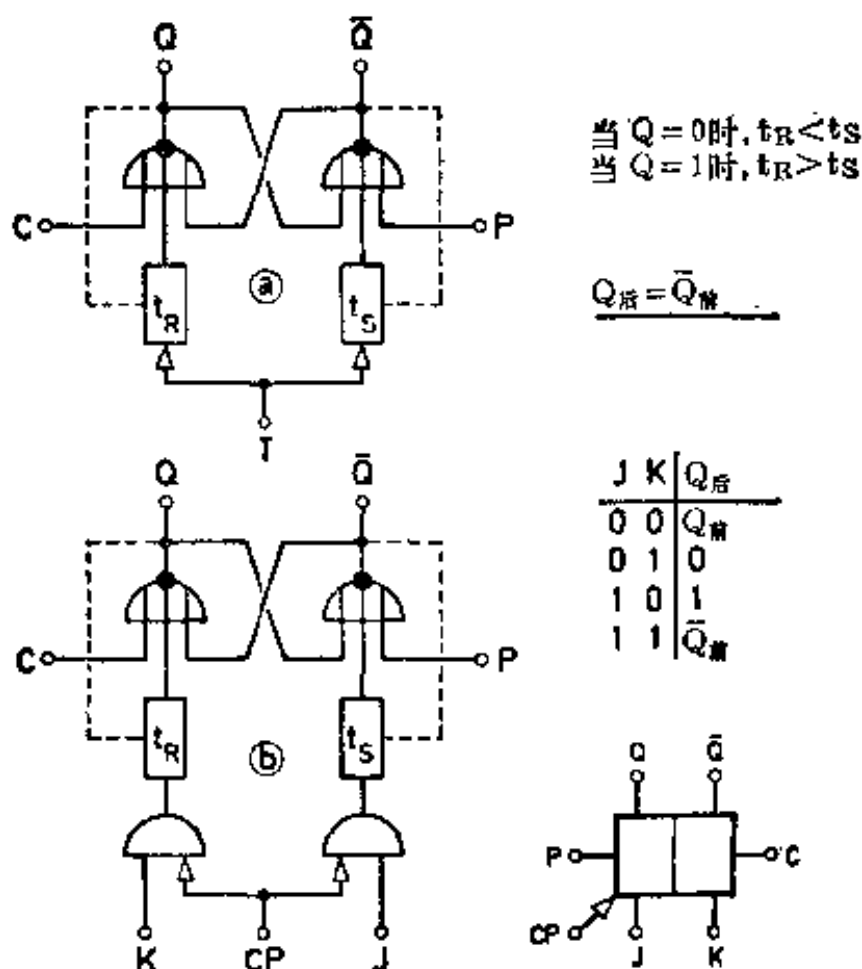 Q Q̄
当 Q = 0时, tR < tS
当 Q = 1时, tR > tS
C P
tR ⓐ tS
Q后 = Q̄前
T
Q Q̄
J K Q后
0 0 Q前
0 1 0
1 0 1
1 1 Q̄前
C P
tR ⓑ tS
Q Q̄
P C
CP
J K
K CP J